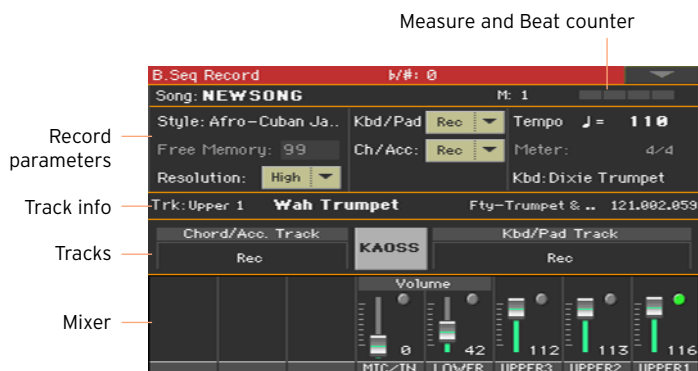 Measure and Beat counter
B.Seq Record ♭/#: 0
Song: NEWSONG M: 1
Record parameters
Style: Afro-Cuban Ja.. Kbd/Pad Rec Tempo ♩ = 110
Free Memory: 99 Ch/Acc: Rec Meter: 4/4
Resolution: High Kbd: Dixie Trumpet
Track info
Trk: Upper 1 Wah Trumpet Fty-Trumpet & .. 121.002.059
Tracks
Chord/Acc. Track KAOSS Kbd/Pad Track
Rec Rec
Mixer
Volume
0 42 112 113 116
MIC/IN LOWER UPPER3 UPPER2 UPPER1